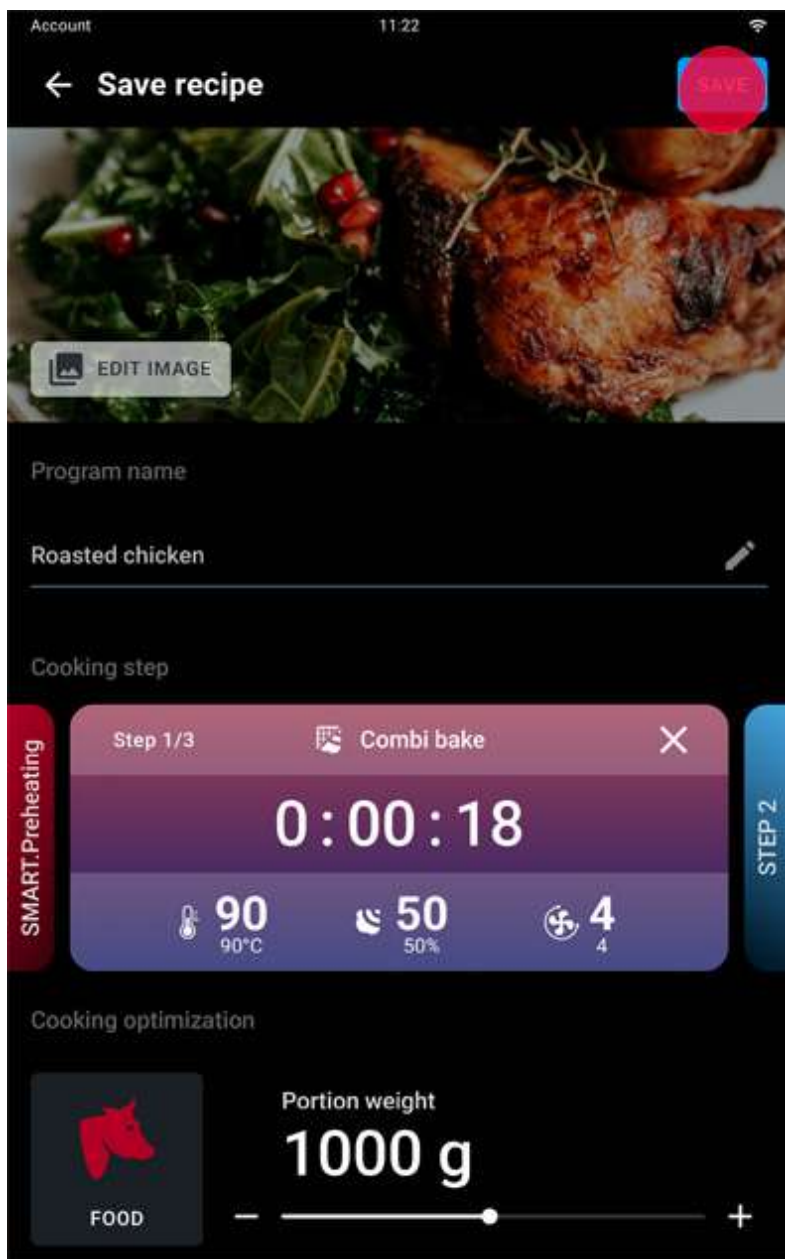 Account 11:22
Save recipe SAVE
EDIT IMAGE
Program name
Roasted chicken
Cooking step
SMART.Preheating
Step 1/3 Combi bake
0:00:18
90 50 4
90°C 50% 4
STEP 2
Cooking optimization
Portion weight
1000 g
FOOD